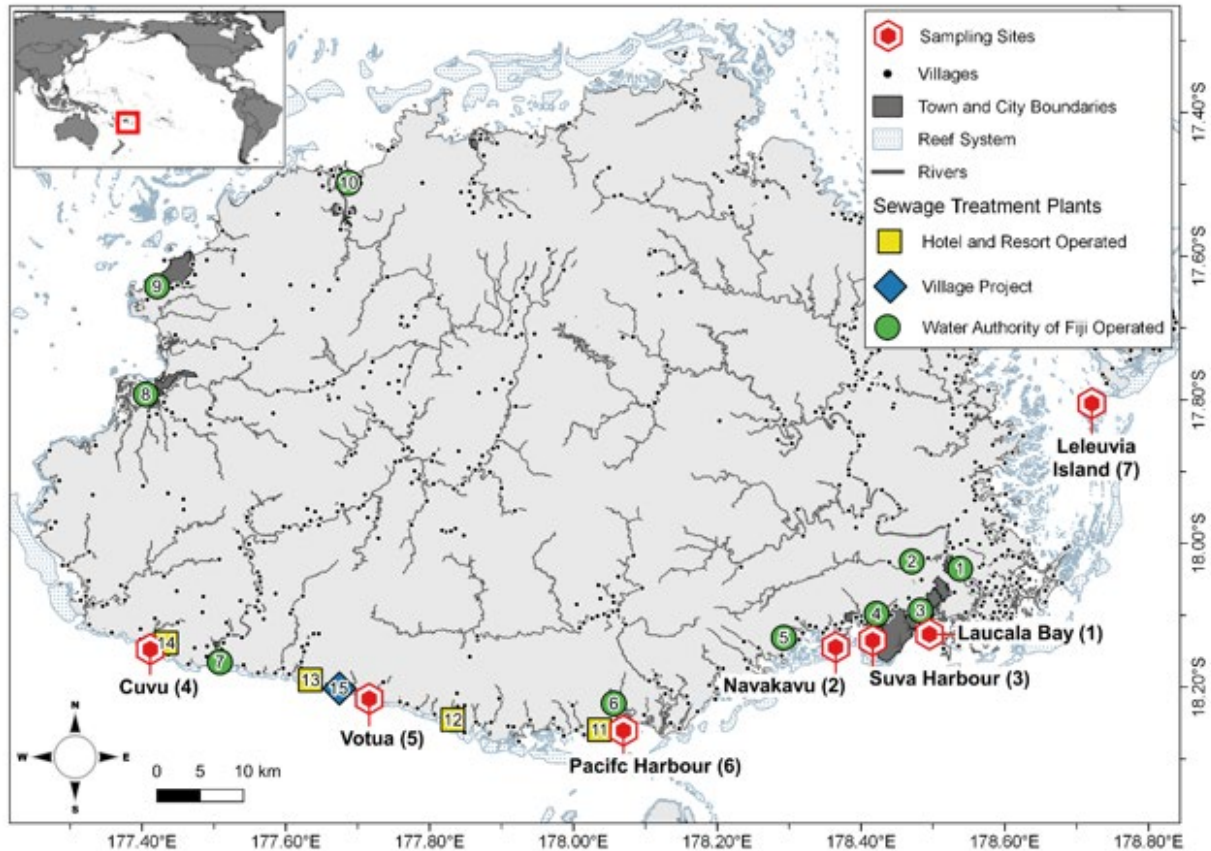 Sampling Sites
Villages
Town and City Boundaries
Reef System
Rivers
Sewage Treatment Plants
Hotel and Resort Operated
Village Project
Water Authority of Fiji Operated
17.40°S
17.60°S
17.80°S
18.00°S
18.20°S
10
9
8
Leleuvia
Island (7)
2
1
3
4
5
Laucala Bay (1)
Suva Harbour (3)
Navakavu (2)
14
7
Cuvu (4)
13
15
Votua (5)
12
6
11
Pacifc Harbour (6)
N
W
E
S
0 5 10 km
177.40°E
177.60°E
177.80°E
178.00°E
178.20°E
178.40°E
178.60°E
178.80°E